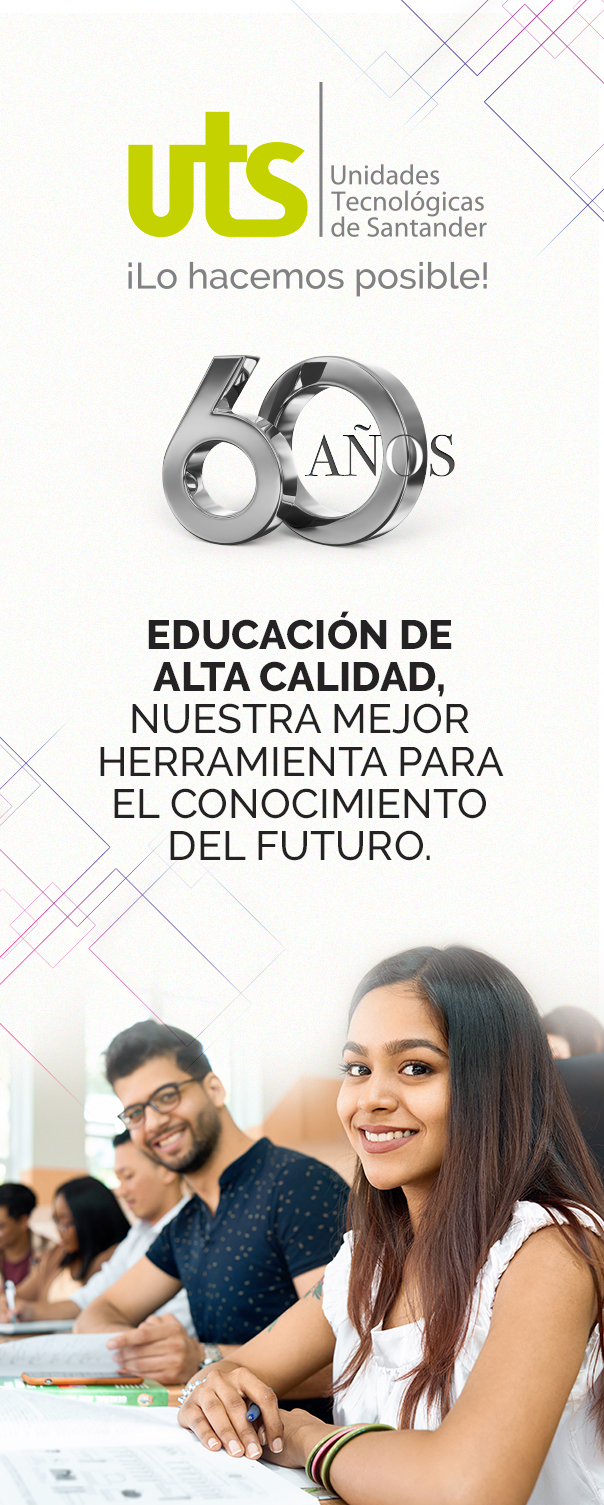 uts
Unidades
Tecnológicas
de Santander
¡Lo hacemos posible!
60
AÑOS
EDUCACIÓN DE
ALTA CALIDAD,
NUESTRA MEJOR
HERRAMIENTA PARA
EL CONOCIMIENTO
DEL FUTURO.